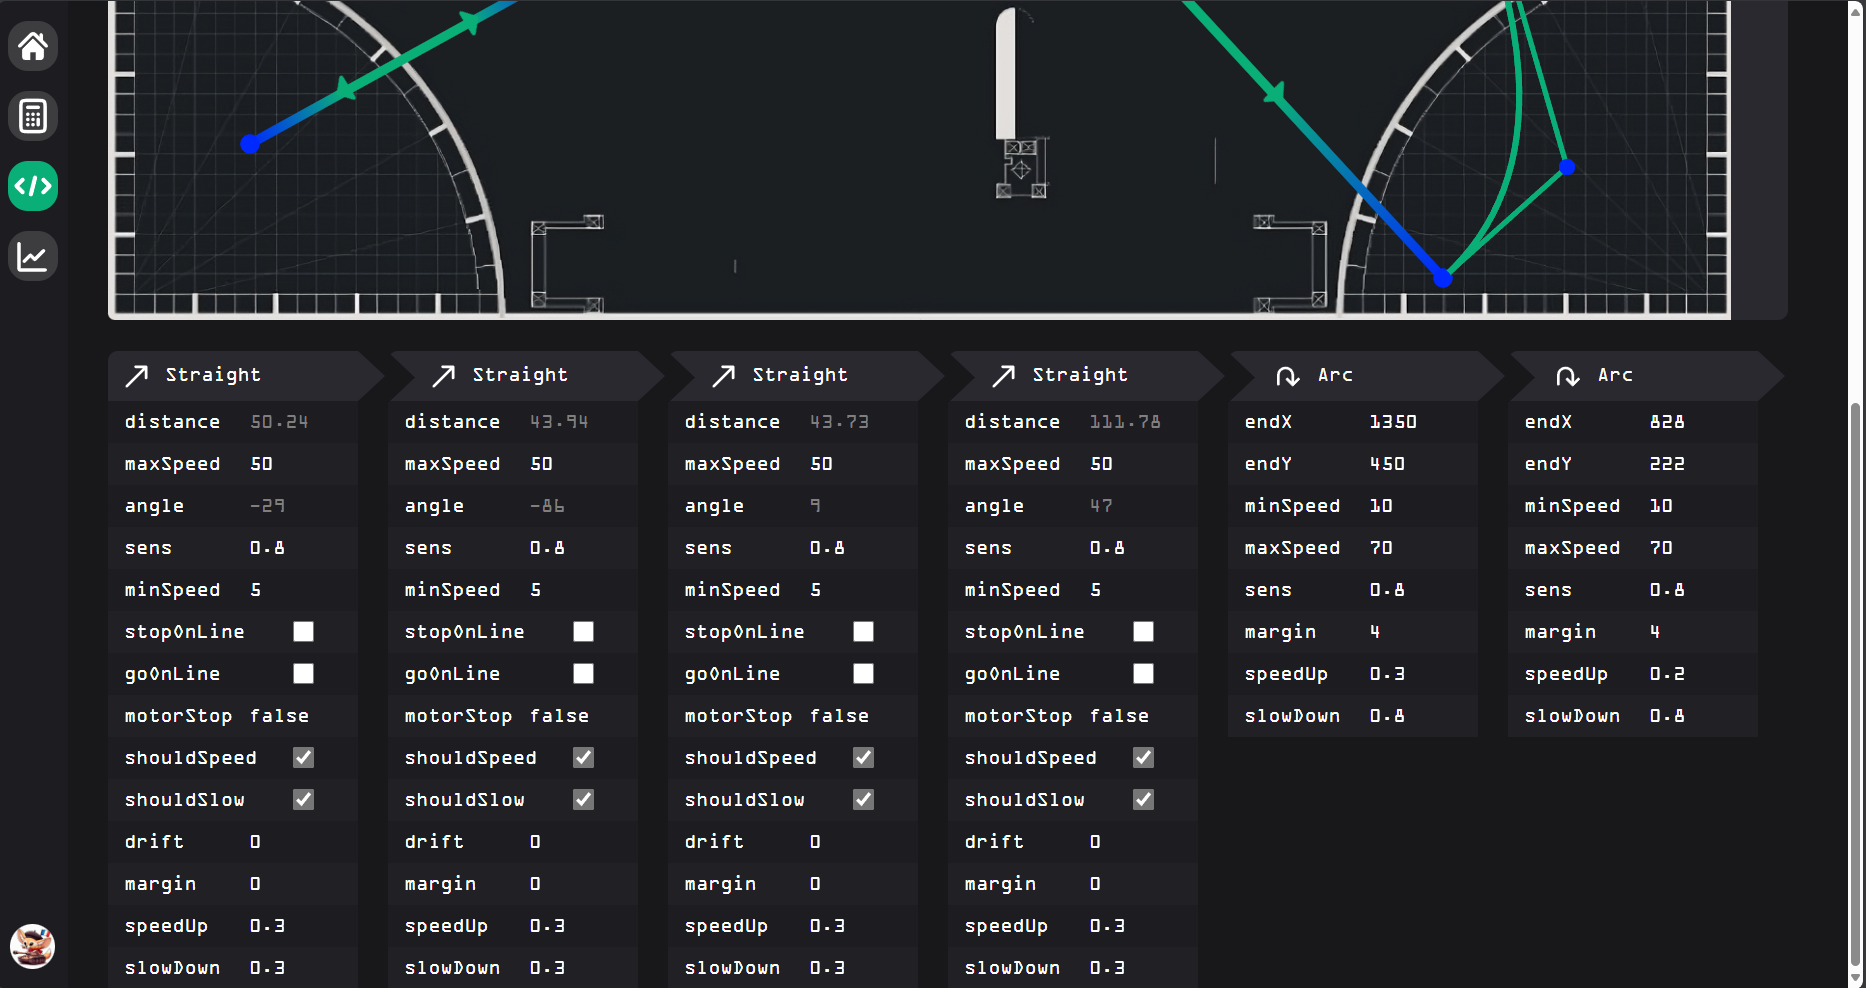 Straight Straight Straight Straight Arc Arc
distance 50.24 distance 43.94 distance 43.73 distance 111.78 endX 1350 endX 828
maxSpeed 50 maxSpeed 50 maxSpeed 50 maxSpeed 50 endY 450 endY 222
angle -29 angle -86 angle 9 angle 47 minSpeed 10 minSpeed 10
sens 0.8 sens 0.8 sens 0.8 sens 0.8 maxSpeed 70 maxSpeed 70
minSpeed 5 minSpeed 5 minSpeed 5 minSpeed 5 sens 0.8 sens 0.8
stopOnLine stopOnLine stopOnLine stopOnLine margin 4 margin 4
goOnLine goOnLine goOnLine goOnLine speedUp 0.3 speedUp 0.2
motorStop false motorStop false motorStop false motorStop false slowDown 0.8 slowDown 0.8
shouldSpeed shouldSpeed shouldSpeed shouldSpeed
shouldSlow shouldSlow shouldSlow shouldSlow
drift 0 drift 0 drift 0 drift 0
margin 0 margin 0 margin 0 margin 0
speedUp 0.3 speedUp 0.3 speedUp 0.3 speedUp 0.3
slowDown 0.3 slowDown 0.3 slowDown 0.3 slowDown 0.3